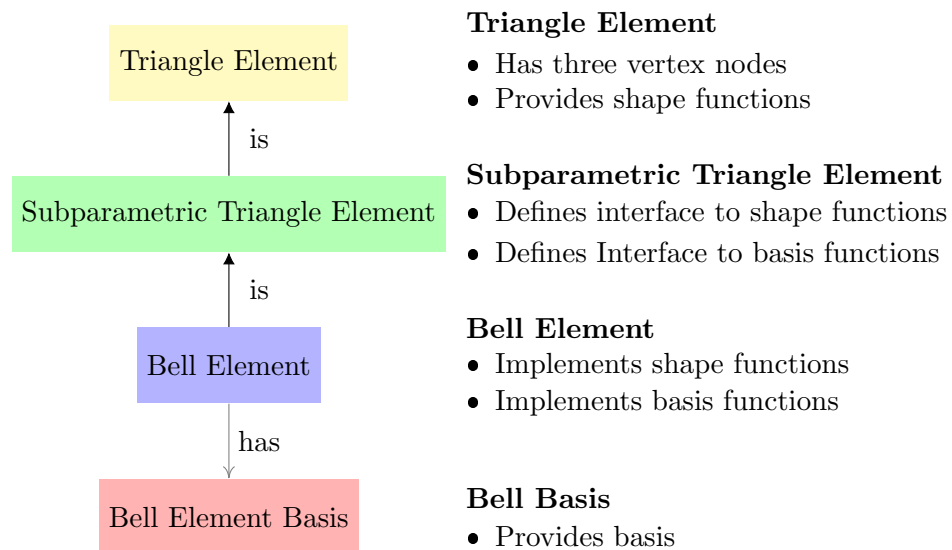 Triangle Element
is
Subparametric Triangle Element
is
Bell Element
has
Bell Element Basis
Triangle Element
• Has three vertex nodes
• Provides shape functions
Subparametric Triangle Element
• Defines interface to shape functions
• Defines Interface to basis functions
Bell Element
• Implements shape functions
• Implements basis functions
Bell Basis
• Provides basis